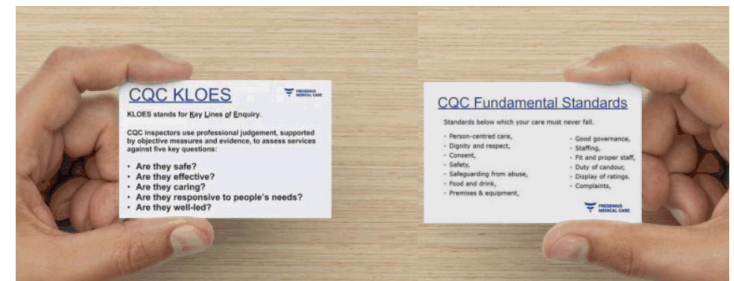 CQC KLOES
FRESENIUS
MEDICAL CARE
KLOES stands for Key Lines of Enquiry.
CQC inspectors use professional judgement, supported
by objective measures and evidence, to assess services
against five key questions:
• Are they safe?
• Are they effective?
• Are they caring?
• Are they responsive to people's needs?
• Are they well-led?
CQC Fundamental Standards
Standards below which your care must never fall.
• Person-centred care,
• Dignity and respect,
• Consent,
• Safety,
• Safeguarding from abuse,
• Food and drink,
• Premises & equipment,
• Good governance,
• Staffing,
• Fit and proper staff,
• Duty of candour,
• Display of ratings.
• Complaints,
FRESENIUS
MEDICAL CARE